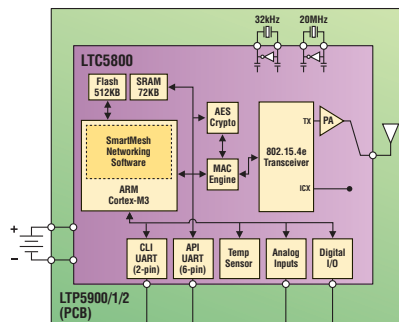 32kHz
20MHz
LTC5800
Flash
512KB
SRAM
72KB
AES
Crypto
TX
PA
SmartMesh
Networking
Software
802.15.4e
Transceiver
MAC
Engine
ARM
Cortex-M3
ICX
+
–
CLI
UART
(2-pin)
API
UART
(6-pin)
Temp
Sensor
Analog
Inputs
Digital
I/O
LTP5900/1/2
(PCB)